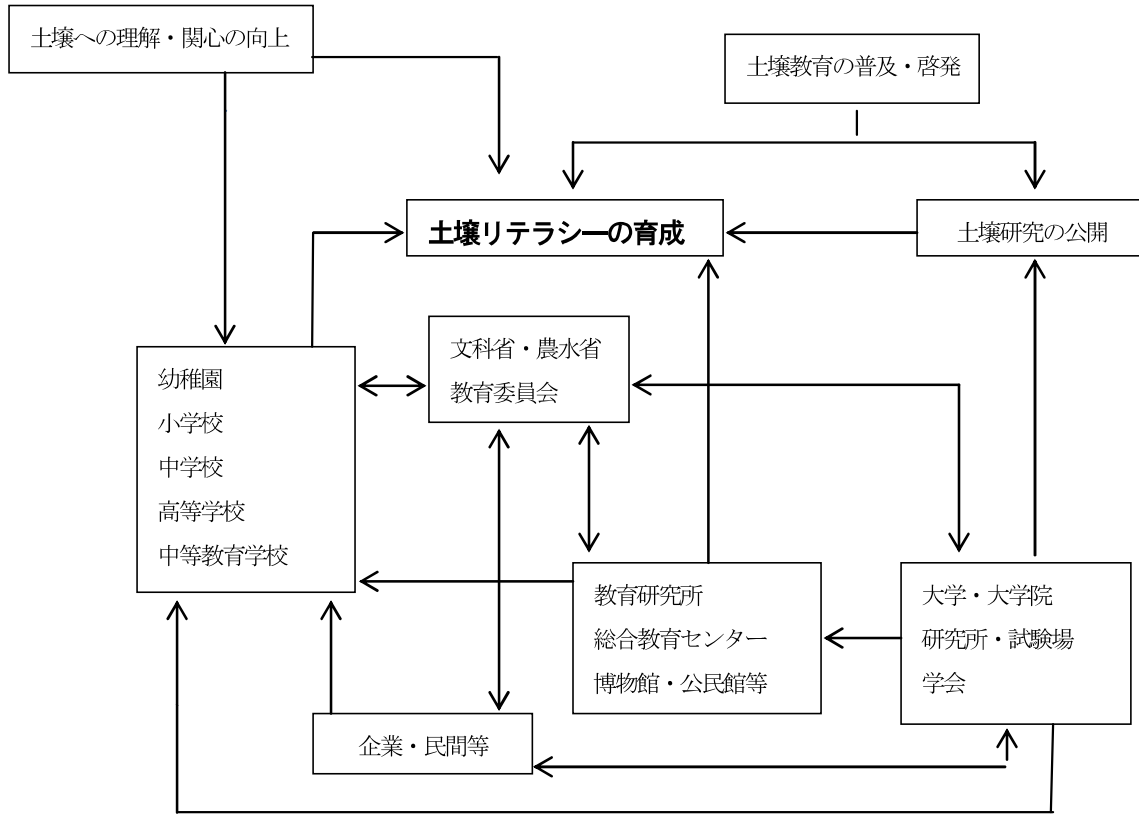 土壌への理解・関心の向上
土壌教育の普及・啓発
土壌リテラシーの育成
土壌研究の公開
文科省・農水省
教育委員会
幼稚園
小学校
中学校
高等学校
中等教育学校
教育研究所
総合教育センター
博物館・公民館等
大学・大学院
研究所・試験場
学会
企業・民間等